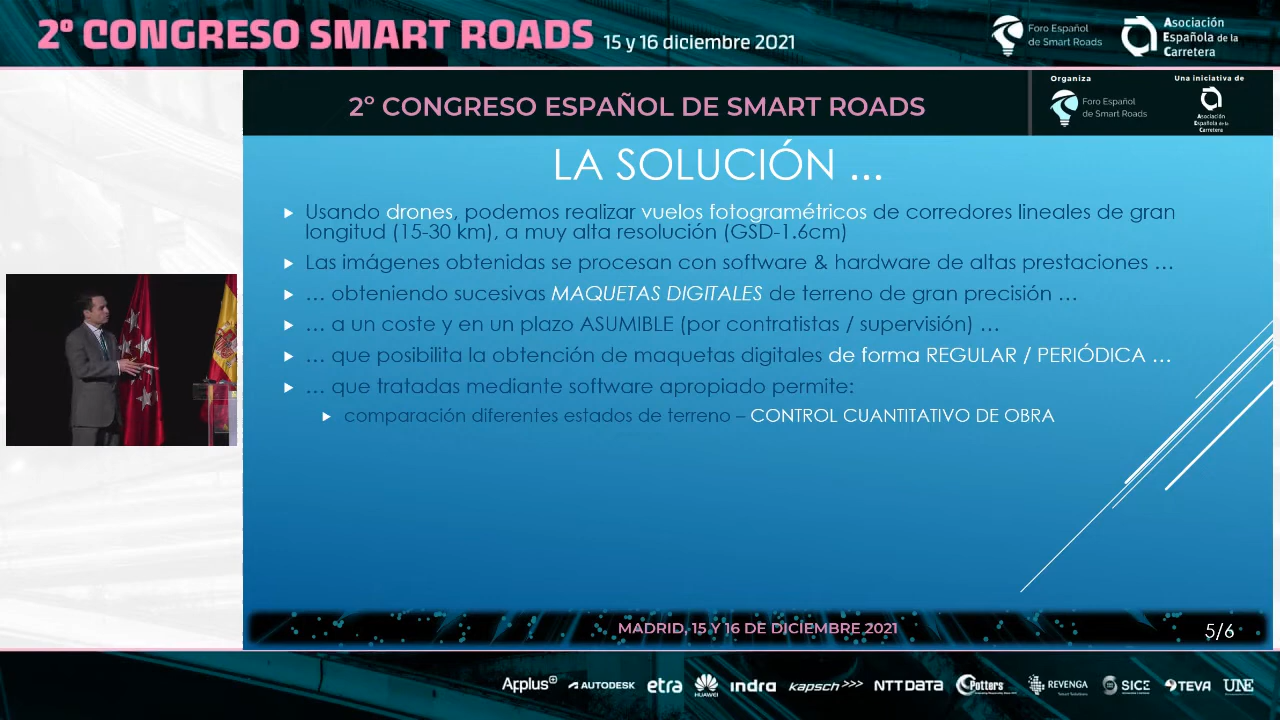 2º CONGRESO SMART ROADS 15 y 16 diciembre 2021
Foro Español
de Smart Roads
Asociación
Española de la
Carretera
2º CONGRESO ESPAÑOL DE SMART ROADS
Organiza
Foro Español
de Smart Roads
Una iniciativa de
Asociación
Española de la
Carretera
LA SOLUCIÓN ...
Usando drones, podemos realizar vuelos fotogramétricos de corredores lineales de gran
longitud (15-30 km), a muy alta resolución (GSD-1.6cm)
Las imágenes obtenidas se procesan con software & hardware de altas prestaciones ...
... obteniendo sucesivas MAQUETAS DIGITALES de terreno de gran precisión ...
... a un coste y en un plazo ASUMIBLE (por contratistas / supervisión) ...
... que posibilita la obtención de maquetas digitales de forma REGULAR / PERIÓDICA ...
... que tratadas mediante software apropiado permite:
comparación diferentes estados de terreno – CONTROL CUANTITATIVO DE OBRA
MADRID, 15 Y 16 DE DICIEMBRE 2021
5/6
Applus+ AUTODESK etra HUAWEI indra kapsch>>> NTT DATA Potters REVENGA SICE TEVA UNE